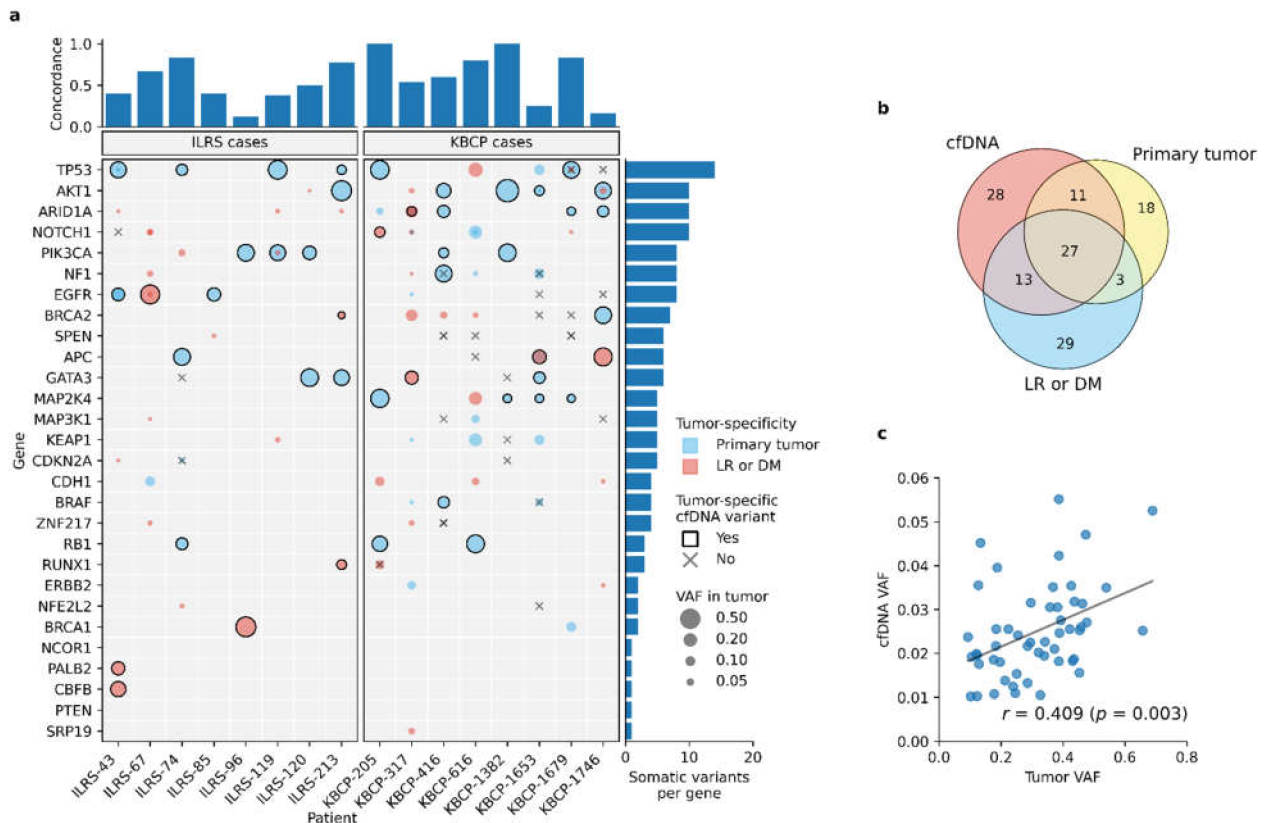 a
Concordance
1.0
0.5
0.0
ILRS cases
KBCP cases
Gene
TP53
AKT1
ARID1A
NOTCH1
PIK3CA
NF1
EGFR
BRCA2
SPEN
APC
GATA3
MAP2K4
MAP3K1
KEAP1
CDKN2A
CDH1
BRAF
ZNF217
RB1
RUNX1
ERBB2
NFE2L2
BRCA1
NCOR1
PALB2
CBFB
PTEN
SRP19
ILRS-43
ILRS-67
ILRS-74
ILRS-85
ILRS-96
ILRS-119
ILRS-120
ILRS-213
KBCP-205
KBCP-317
KBCP-416
KBCP-616
KBCP-1382
KBCP-1653
KBCP-1679
KBCP-1746
Patient
Tumor-specificity
Primary tumor
LR or DM
Tumor-specific
cfDNA variant
Yes
No
VAF in tumor
0.50
0.20
0.10
0.05
0
10
20
Somatic variants
per gene
b
cfDNA
Primary tumor
28
11
18
27
13
3
29
LR or DM
c
cfDNA VAF
0.06
0.05
0.04
0.03
0.02
0.01
0.00
r = 0.409 (p = 0.003)
0.0
0.2
0.4
0.6
0.8
Tumor VAF